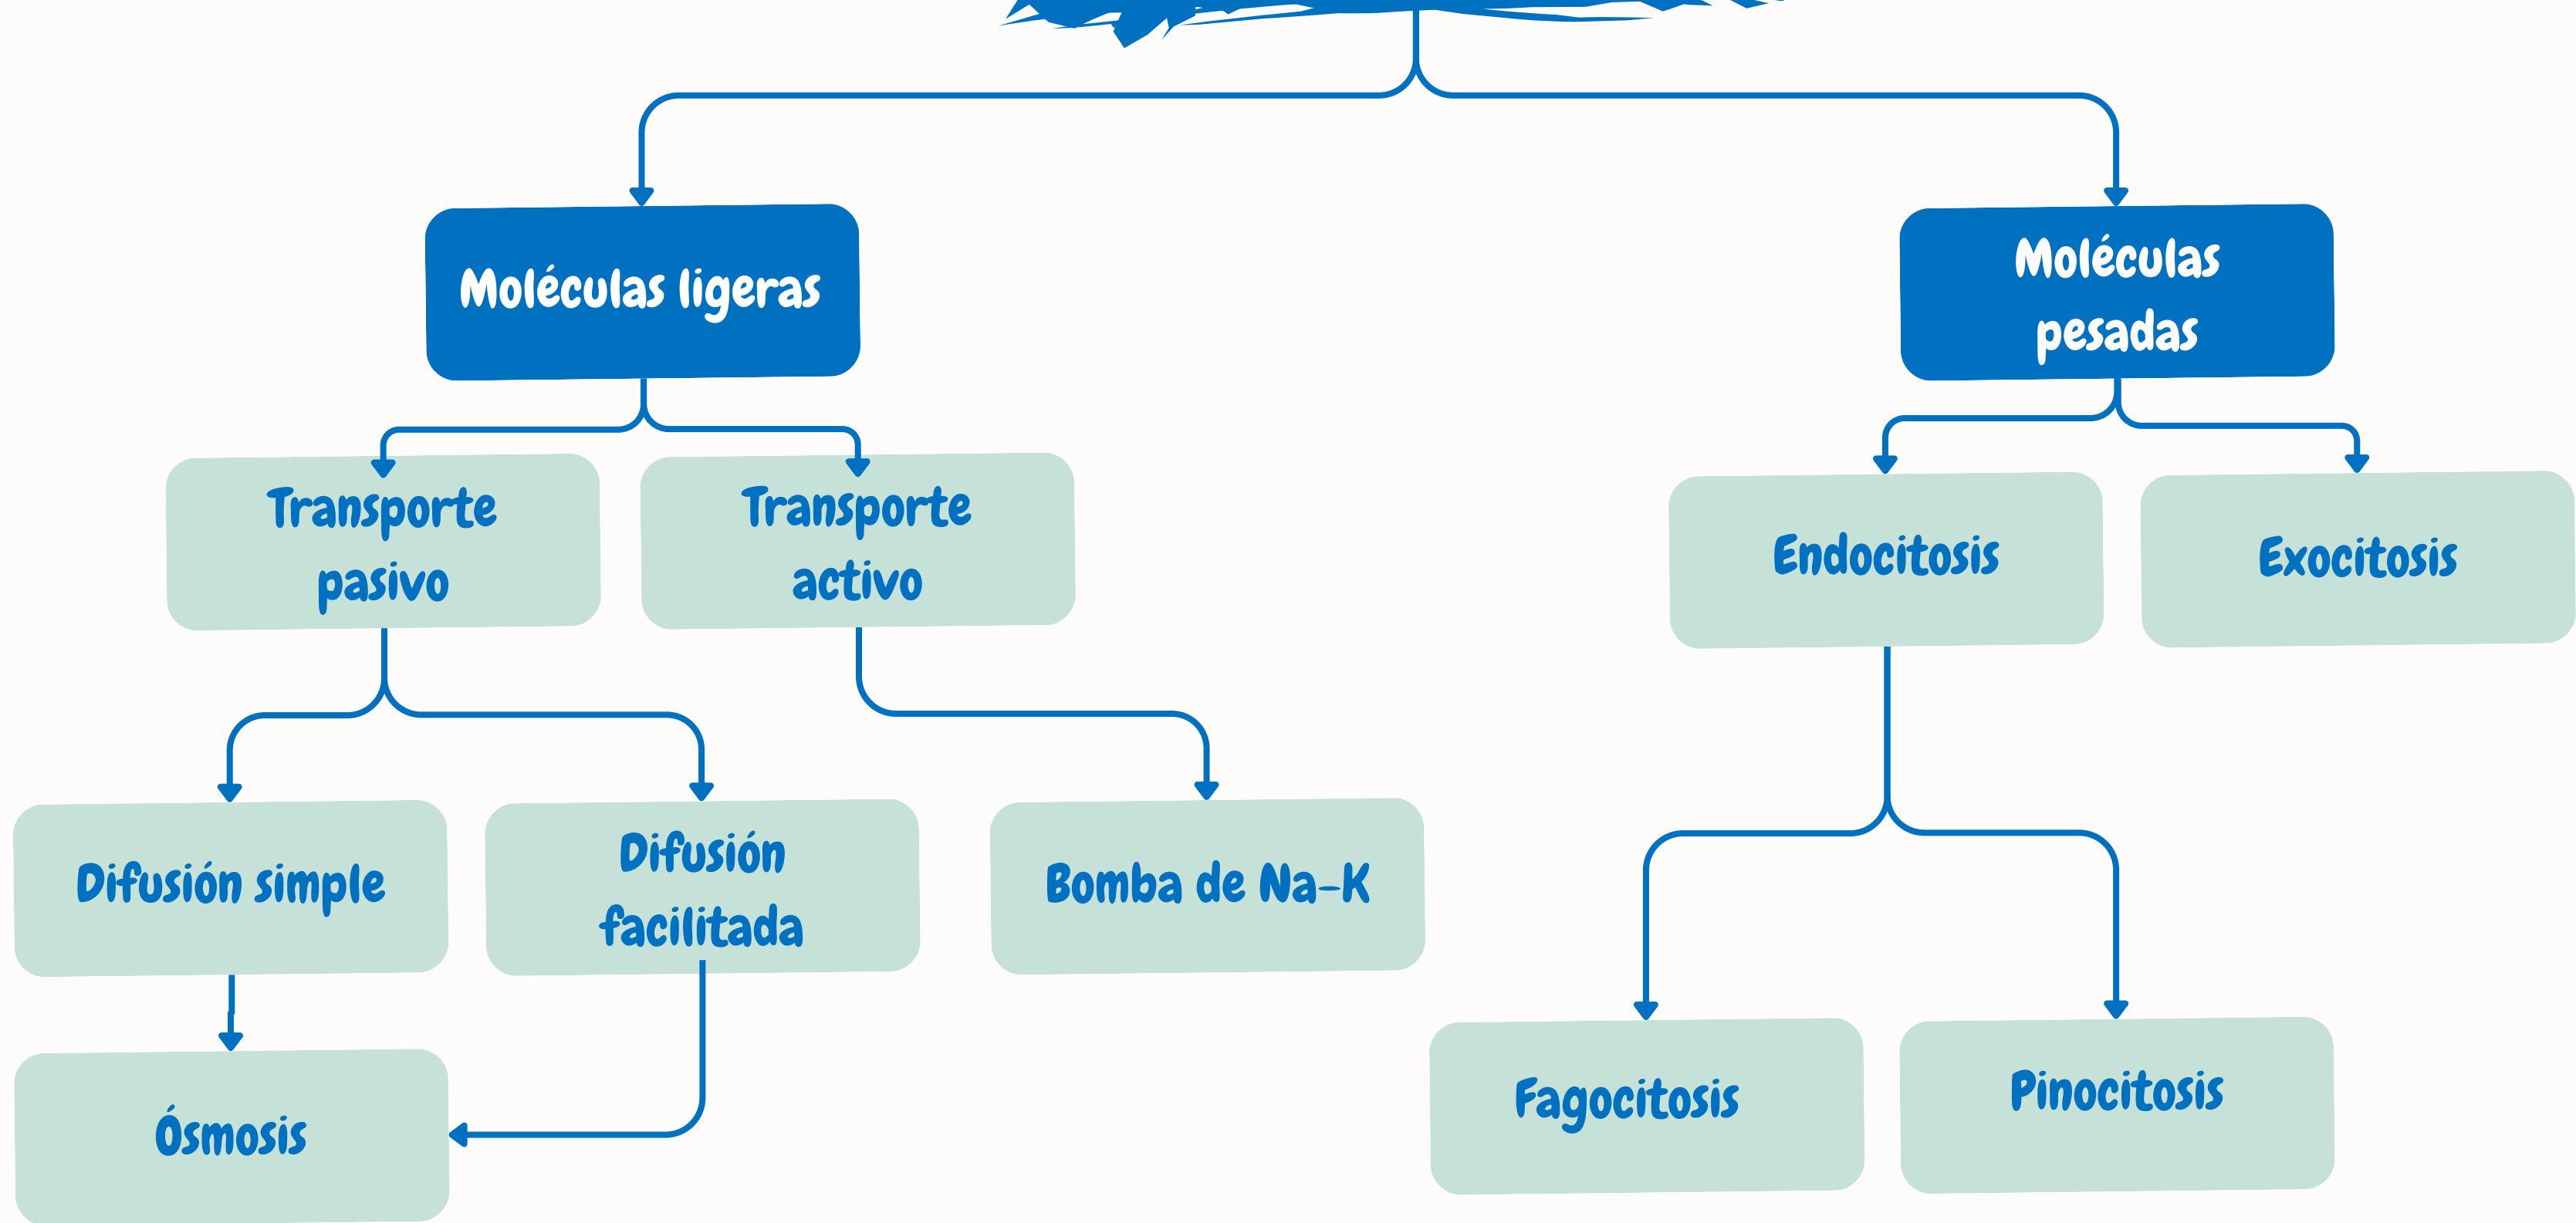 Moléculas ligeras
Moléculas
pesadas
Transporte
pasivo
Transporte
activo
Endocitosis
Exocitosis
Difusión simple
Difusión
facilitada
Bomba de Na-K
Ósmosis
Fagocitosis
Pinocitosis